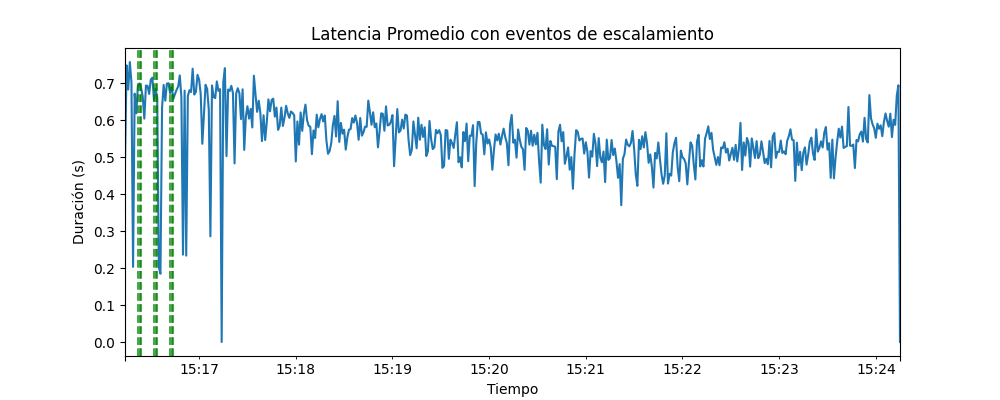 Latencia Promedio con eventos de escalamiento
Duración (s)
0.7
0.6
0.5
0.4
0.3
0.2
0.1
0.0
15:17 15:18 15:19 15:20 15:21 15:22 15:23 15:24
Tiempo